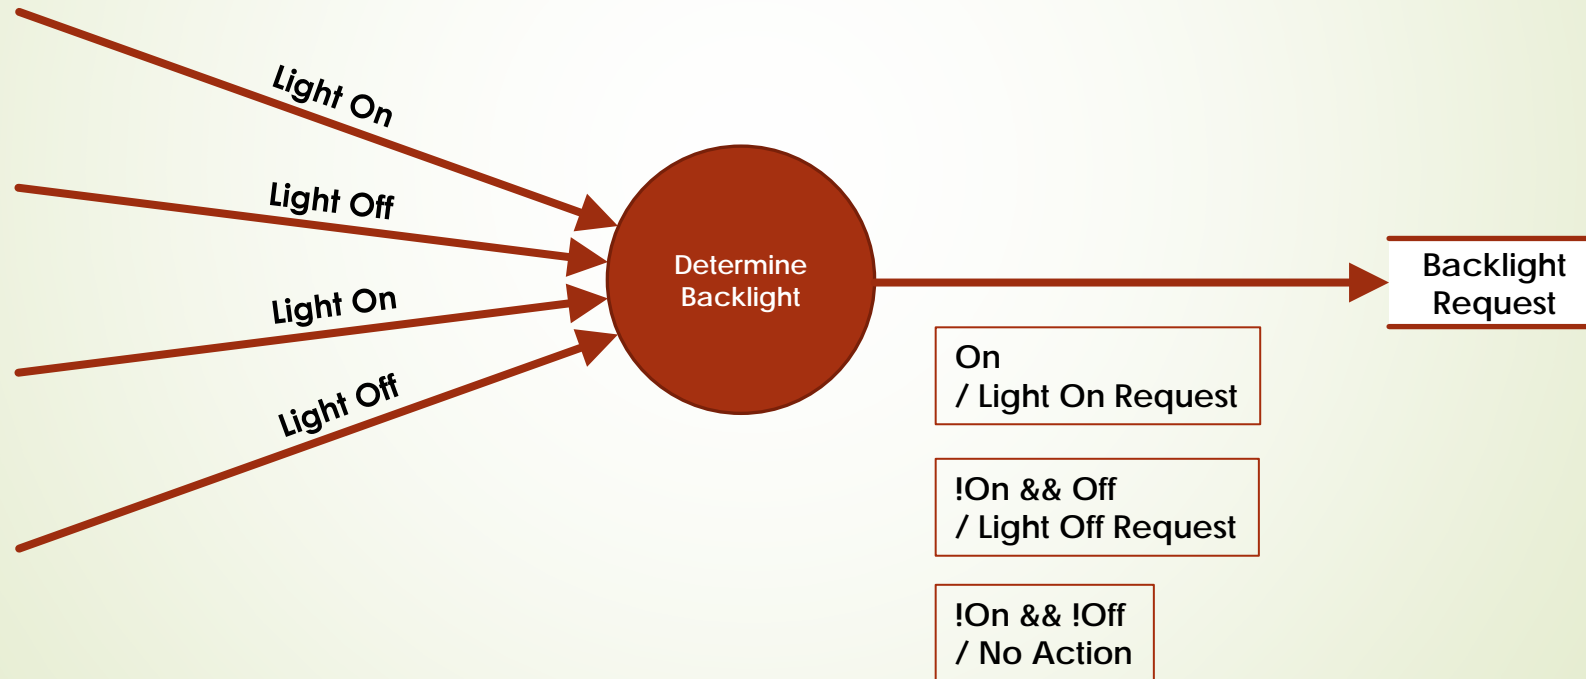 Light On
Light Off
Light On
Light Off
Determine
Backlight
Backlight
Request
On
/ Light On Request
!On && Off
/ Light Off Request
!On && !Off
/ No Action